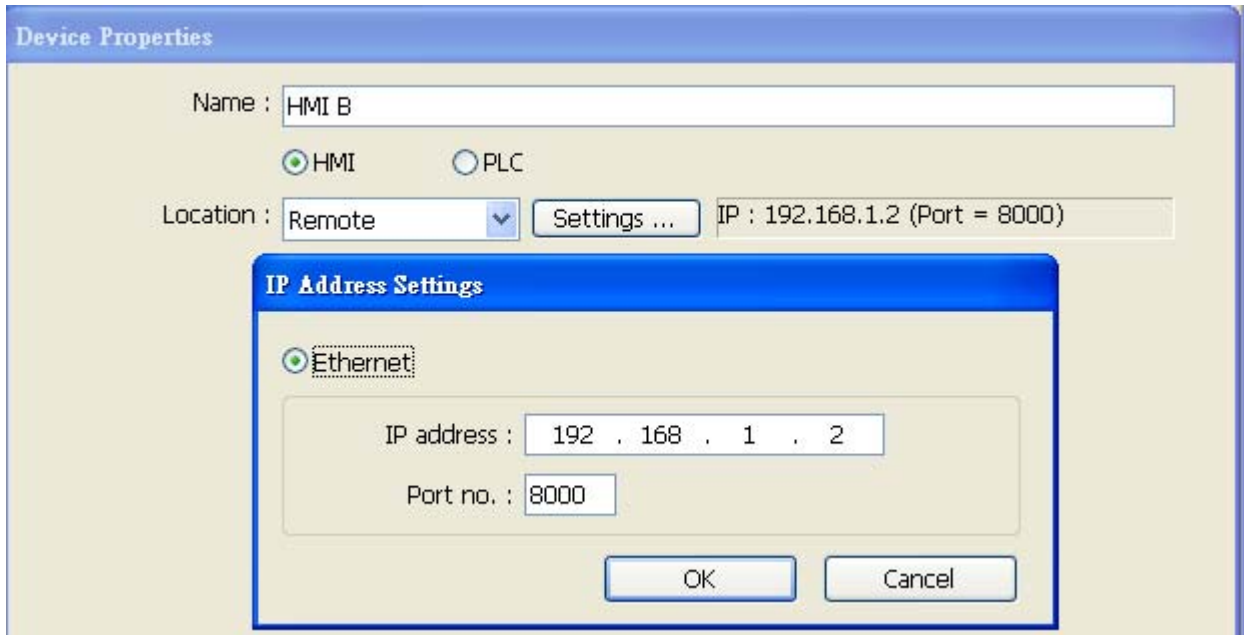 Device Properties
Name : HMI B
HMI PLC
Location : Remote Settings ... IP : 192.168.1.2 (Port = 8000)
IP Address Settings
Ethernet
IP address : 192 . 168 . 1 . 2
Port no. : 8000
OK Cancel